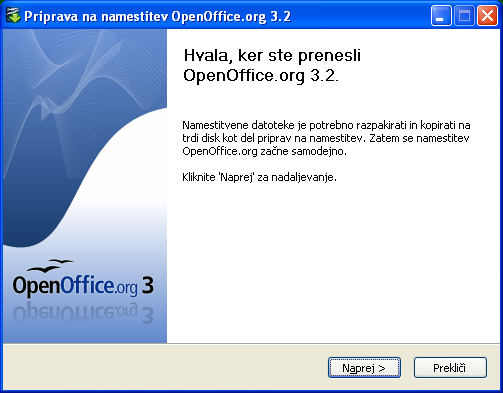 Priprava na namestitev OpenOffice.org 3.2
Hvala, ker ste prenesli
OpenOffice.org 3.2.
Namestitvene datoteke je potrebno razpakirati in kopirati na
trdi disk kot del priprav na namestitev. Zatem se namestitev
OpenOffice.org začne samodejno.
Kliknite 'Naprej' za nadaljevanje.
OpenOffice.org 3
Naprej >
Prekliči